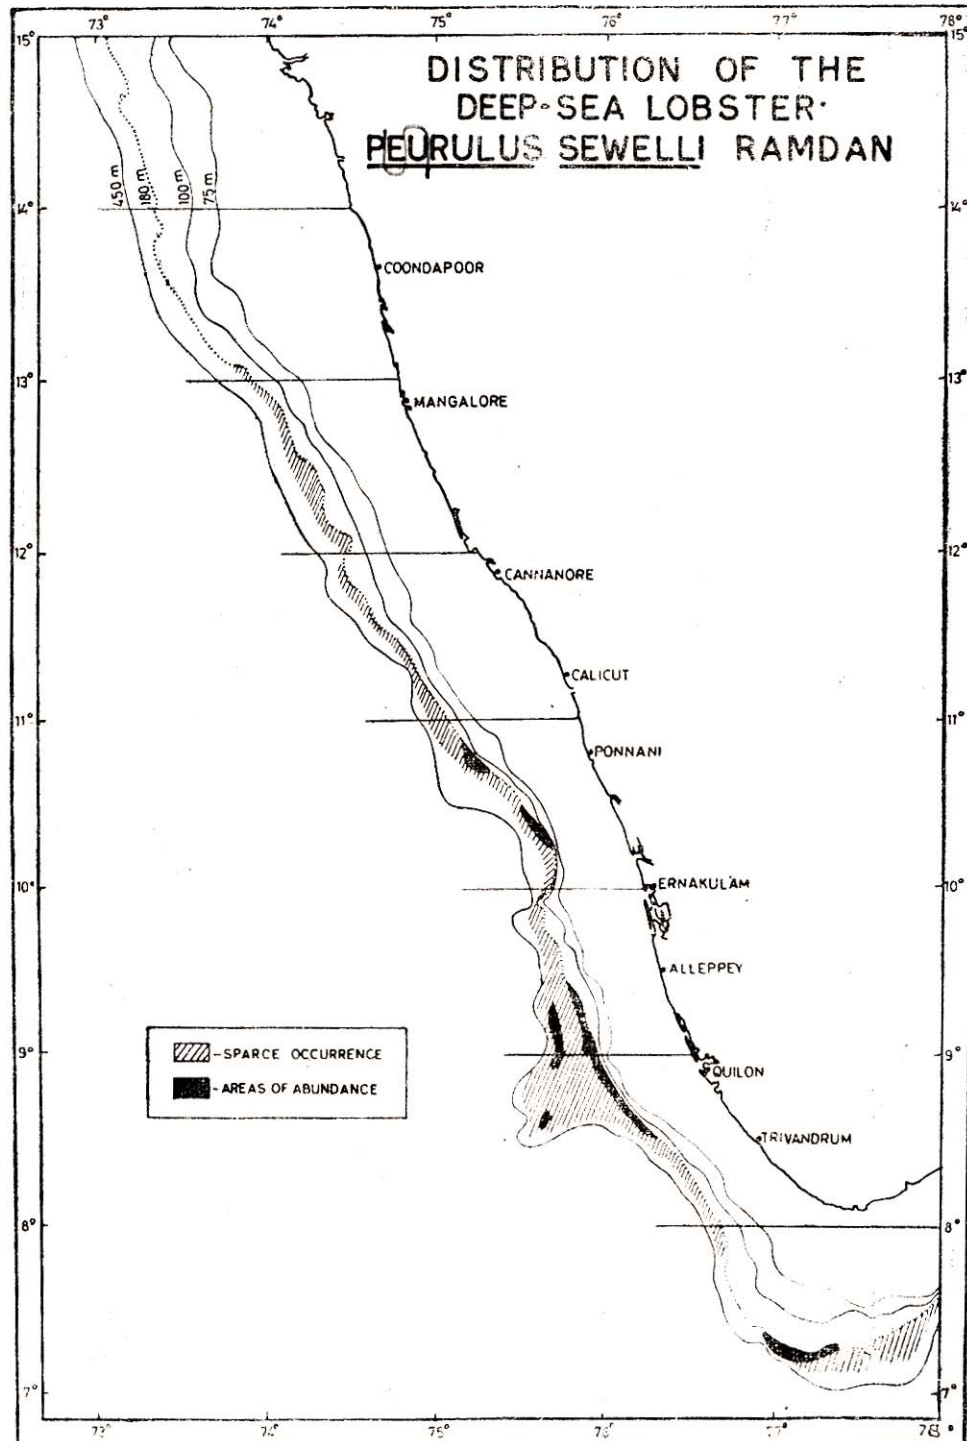 73° 74° 75° 76° 77° 78°
15° 15°
DISTRIBUTION OF THE
DEEP-SEA LOBSTER
PEURULUS SEWELLI RAMDAN
450 m 180 m 100 m 75 m
14° 14°
COONDAPOOR
13° 13°
MANGALORE
12° 12°
CANNANORE
CALICUT
11° 11°
PONNANI
10° 10°
ERNAKULAM
ALLEPPEY
9° 9°
- SPARCE OCCURRENCE
QUILON
- AREAS OF ABUNDANCE
TRIVANDRUM
8° 8°
7° 7°
73° 74° 75° 76° 77° 78°